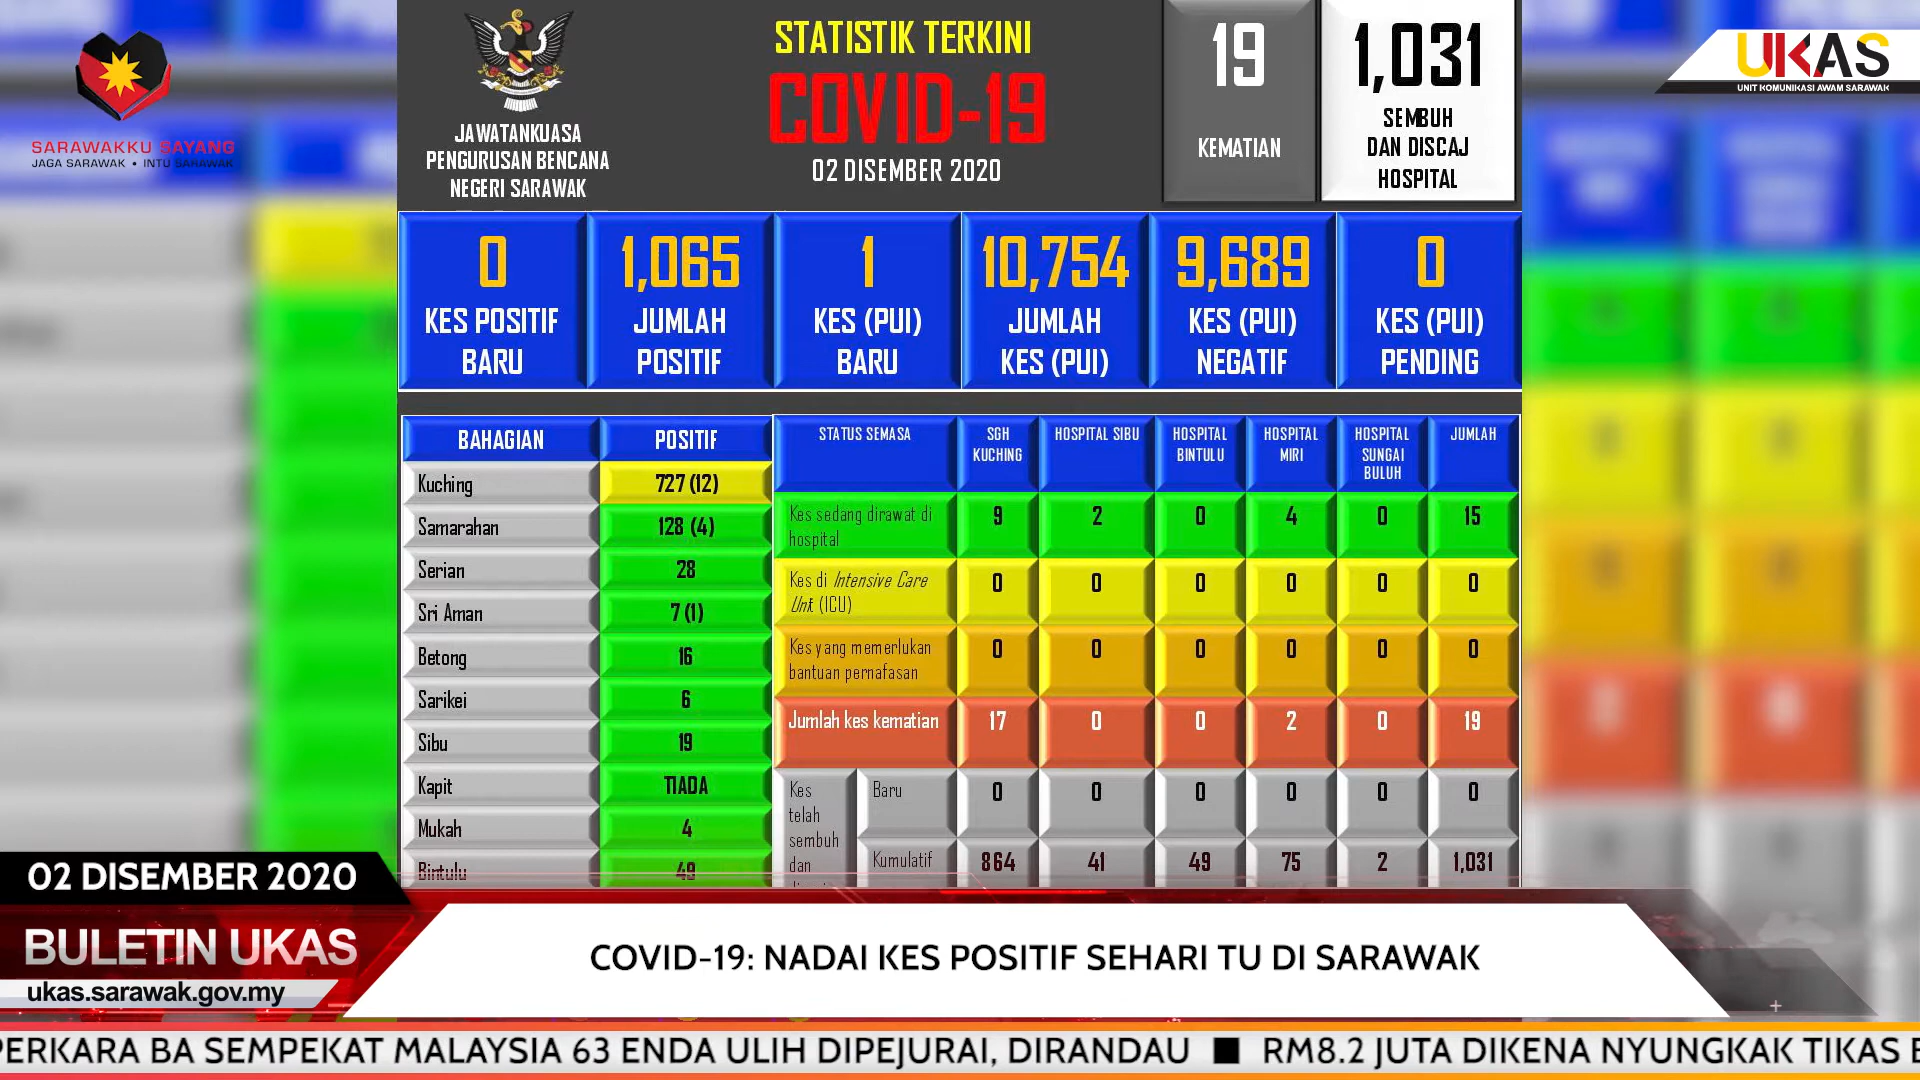 SARAWAKKU SAYANG
JAGA SARAWAK • INTU SARAWAK
JAWATANKUASA
PENGURUSAN BENCANA
NEGERI SARAWAK
STATISTIK TERKINI
COVID-19
02 DISEMBER 2020
19
KEMATIAN
1,031
SEMBUH
DAN DISCAJ
HOSPITAL
UKAS
UNIT KOMUNIKASI AWAM SARAWAK
0
KES POSITIF
BARU
1,065
JUMLAH
POSITIF
1
KES (PUI)
BARU
10,754
JUMLAH
KES (PUI)
9,689
KES (PUI)
NEGATIF
0
KES (PUI)
PENDING
BAHAGIAN POSITIF
Kuching 727 (12)
Samarahan 128 (4)
Serian 28
Sri Aman 7 (1)
Betong 16
Sarikei 6
Sibu 19
Kapit TIADA
Mukah 4
Bintulu 49
STATUS SEMASA
SGH
KUCHING
HOSPITAL SIBU
HOSPITAL
BINTULU
HOSPITAL
MIRI
HOSPITAL
SUNGAI
BULUH
JUMLAH
Kes sedang dirawat di
hospital
9 2 0 4 0 15
Kes di Intensive Care
Unit (ICU)
0 0 0 0 0 0
Kes yang memerlukan
bantuan pernafasan
0 0 0 0 0 0
Jumlah kes kematian 17 0 0 2 0 19
Kes
telah
sembuh
dan
Baru 0 0 0 0 0 0
Kumulatif 864 41 49 75 2 1,031
02 DISEMBER 2020
BULETIN UKAS
ukas.sarawak.gov.my
COVID-19: NADAI KES POSITIF SEHARI TU DI SARAWAK
PERKARA BA SEMPEKAT MALAYSIA 63 ENDA ULIH DIPEJURAI, DIRANDAU ■ RM8.2 JUTA DIKENA NYUNGKAK TIKAS